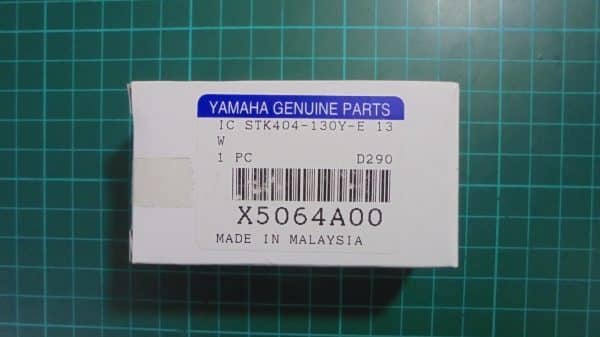 YAMAHA GENUINE PARTS
IC STK404-130Y-E 13
W
1 PC D290
X5064A00
MADE IN MALAYSIA